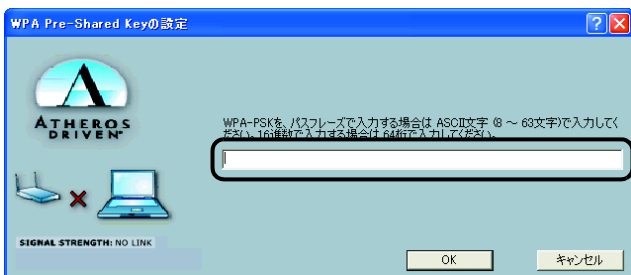 WPA Pre-Shared Keyの設定
ATHEROS
DRIVEN
WPA-PSKを、パスフレーズで入力する場合は ASCII文字 (8 ～ 63文字)で入力してく
ださい。16進数で入力する場合は 64桁で入力してください。
SIGNAL STRENGTH: NO LINK
OK
キャンセル